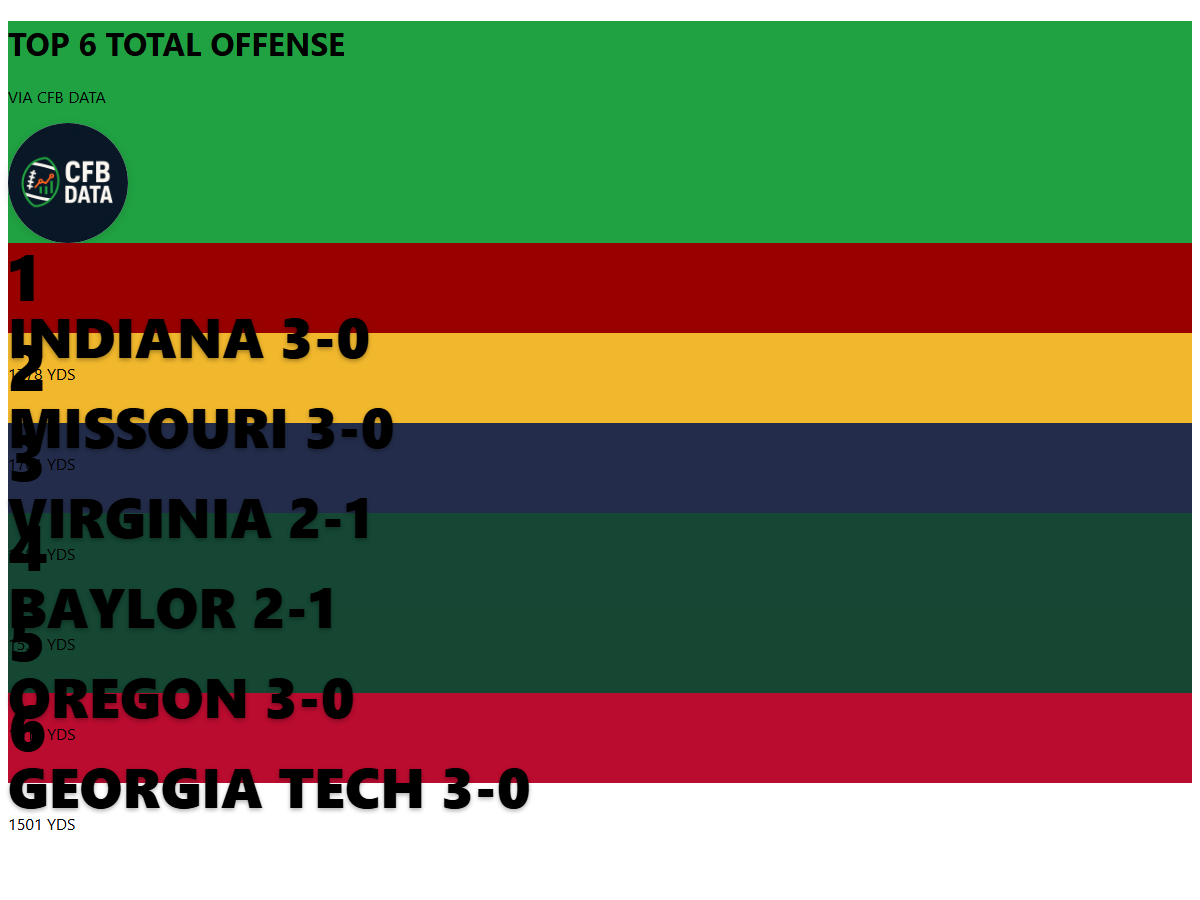 TOP 6 TOTAL OFFENSE
VIA CFB DATA
CFB
DATA
1
INDIANA 3-0
YDS
2
MISSOURI 3-0
YDS
3
VIRGINIA 2-1
YDS
4
BAYLOR 2-1
YDS
5
OREGON 3-0
YDS
6
GEORGIA TECH 3-0
1501 YDS